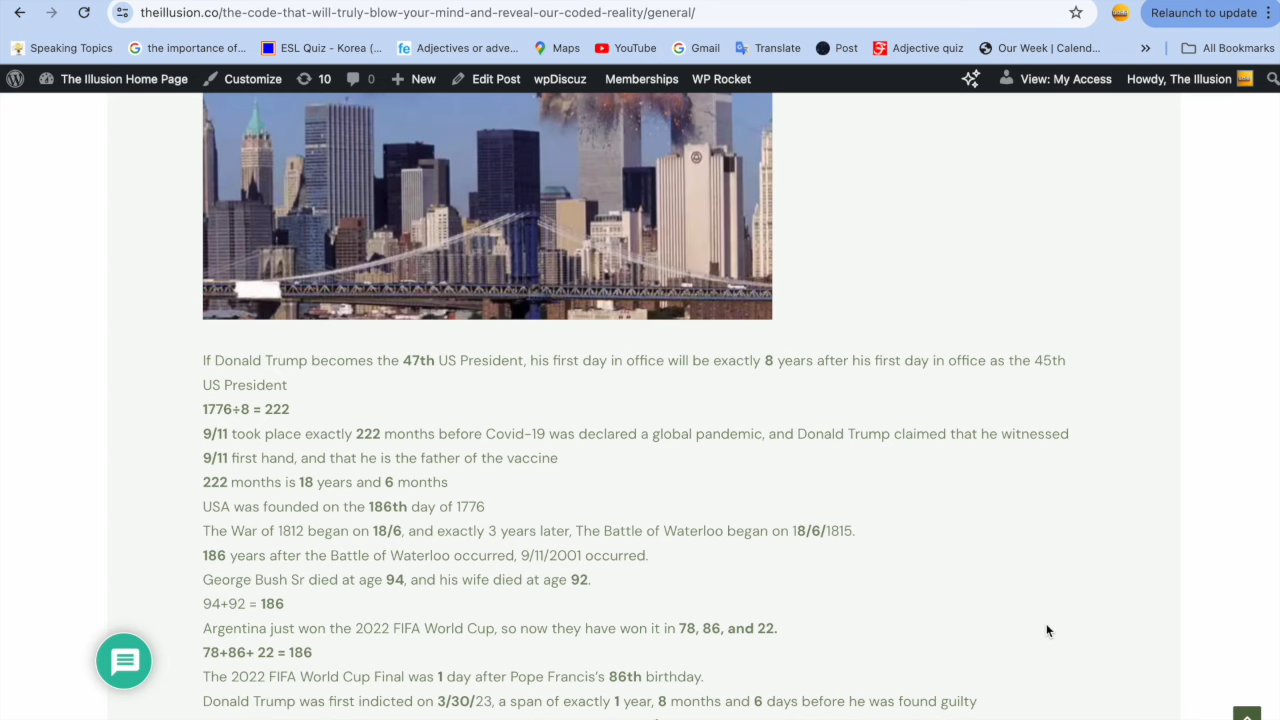 theillusion.co/the-code-that-will-truly-blow-your-mind-and-reveal-our-coded-reality/general/
Relaunch to update
Speaking Topics the importance of... ESL Quiz - Korea (... Adjectives or adve... Maps YouTube Gmail Translate Post Adjective quiz Our Week | Calend... » All Bookmarks
The Illusion Home Page Customize 10 0 New Edit Post wpDiscuz Memberships WP Rocket View: My Access Howdy, The Illusion
If Donald Trump becomes the 47th US President, his first day in office will be exactly 8 years after his first day in office as the 45th
US President
1776÷8 = 222
9/11 took place exactly 222 months before Covid-19 was declared a global pandemic, and Donald Trump claimed that he witnessed
9/11 first hand, and that he is the father of the vaccine
222 months is 18 years and 6 months
USA was founded on the 186th day of 1776
The War of 1812 began on 18/6, and exactly 3 years later, The Battle of Waterloo began on 18/6/1815.
186 years after the Battle of Waterloo occurred, 9/11/2001 occurred.
George Bush Sr died at age 94, and his wife died at age 92.
94+92 = 186
Argentina just won the 2022 FIFA World Cup, so now they have won it in 78, 86, and 22.
78+86+ 22 = 186
The 2022 FIFA World Cup Final was 1 day after Pope Francis's 86th birthday.
Donald Trump was first indicted on 3/30/23, a span of exactly 1 year, 8 months and 6 days before he was found guilty